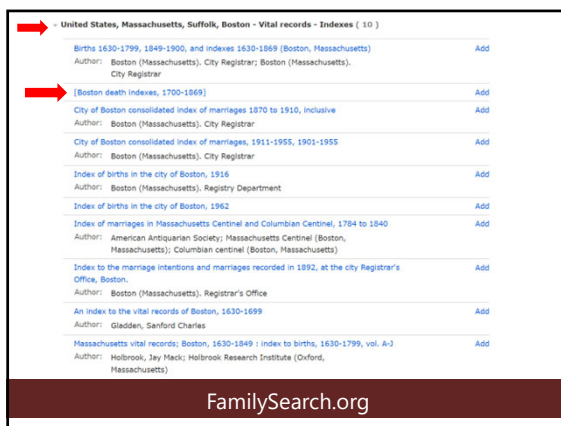 United States, Massachusetts, Suffolk, Boston - Vital records - Indexes ( 10 )
Births 1630-1799, 1849-1900, and indexes 1630-1869 (Boston, Massachusetts) Add
Author: Boston (Massachusetts). City Registrar; Boston (Massachusetts).
City Registrar
[Boston death indexes, 1700-1869] Add
City of Boston consolidated index of marriages 1870 to 1910, inclusive Add
Author: Boston (Massachusetts). City Registrar
City of Boston consolidated index of marriages, 1911-1955, 1901-1955 Add
Author: Boston (Massachusetts). City Registrar
Index of births in the city of Boston, 1916 Add
Author: Boston (Massachusetts). Registry Department
Index of births in the city of Boston, 1962 Add
Index of marriages in Massachusetts Centinel and Columbian Centinel, 1784 to 1840 Add
Author: American Antiquarian Society; Massachusetts Centinel (Boston,
Massachusetts); Columbian centinel (Boston, Massachusetts)
Index to the marriage intentions and marriages recorded in 1892, at the city Registrar's Add
Office, Boston.
Author: Boston (Massachusetts). Registrar's Office
An index to the vital records of Boston, 1630-1699 Add
Author: Gladden, Sanford Charles
Massachusetts vital records; Boston, 1630-1849 : index to births, 1630-1799, vol. A-J Add
Author: Holbrook, Jay Mack; Holbrook Research Institute (Oxford,
Massachusetts)
FamilySearch.org